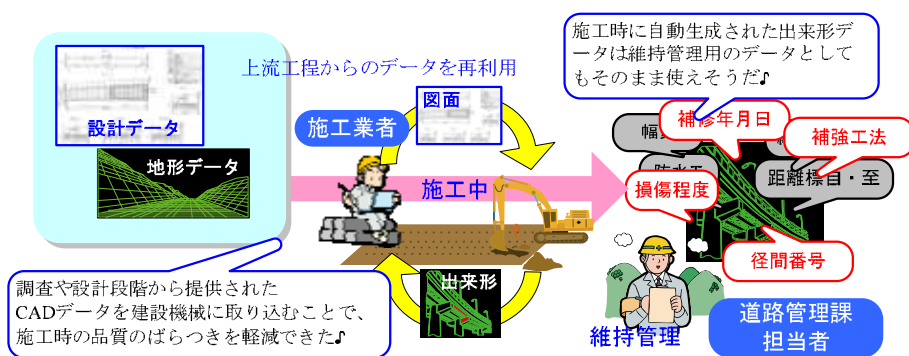 施工時に自動生成された出来形デ
ータは維持管理用のデータとして
もそのまま使えそうだ♪
上流工程からのデータを再利用
図面
設計データ
施工業者
補修年月日
幅
補強工法
地形データ
施工中
損傷程度
距離標自・至
径間番号
出来形
調査や設計段階から提供された
CADデータを建設機械に取り込むことで、
施工時の品質のばらつきを軽減できた♪
維持管理
道路管理課
担当者